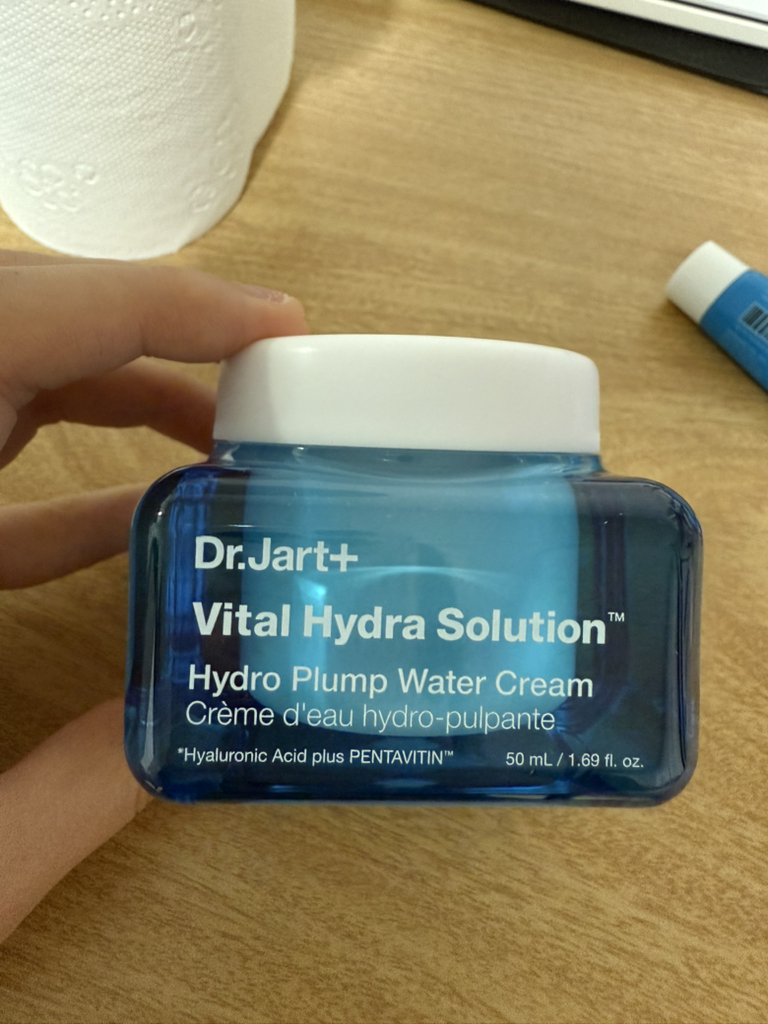 Dr.Jart+
Vital Hydra Solution™
Hydro Plump Water Cream
Crème d'eau hydro-pulpante
*Hyaluronic Acid plus PENTAVITIN™ 50 mL / 1.69 fl. oz.